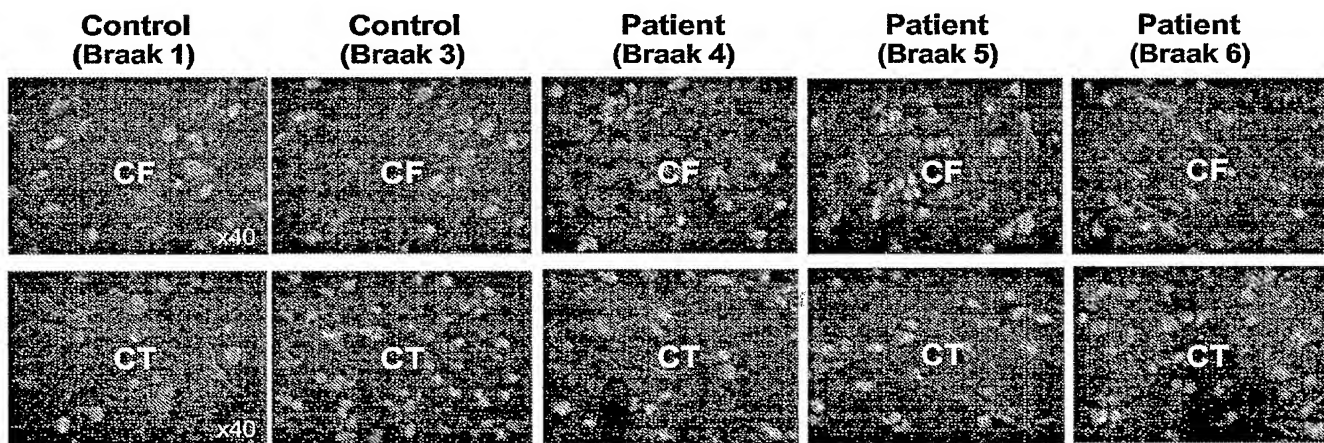 Control Control Patient Patient Patient
(Braak 1) (Braak 3) (Braak 4) (Braak 5) (Braak 6)
CF CF CF CF CF
x40
CT CT CT CT CT
x40